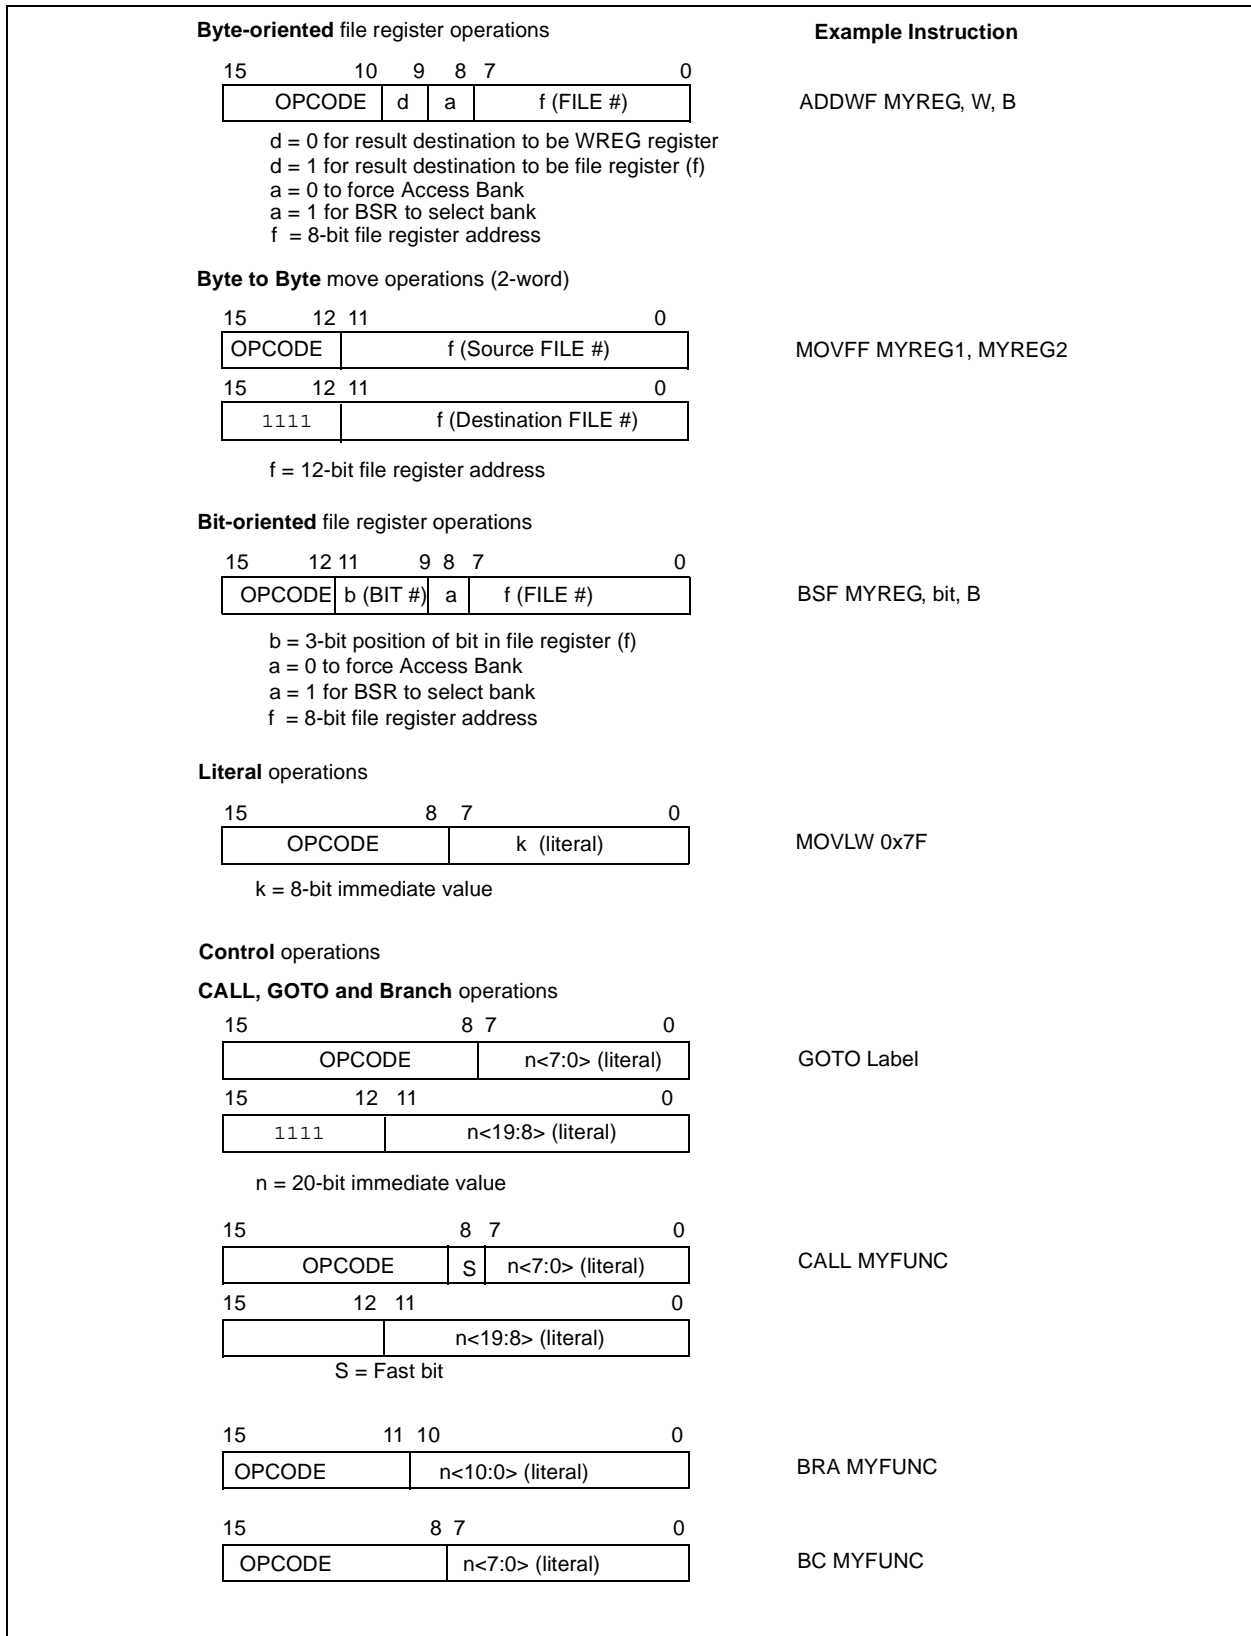 Byte-oriented file register operations
Example Instruction
15 10 9 8 7 0
OPCODE d a f (FILE #)
ADDWF MYREG, W, B
d = 0 for result destination to be WREG register
d = 1 for result destination to be file register (f)
a = 0 to force Access Bank
a = 1 for BSR to select bank
f = 8-bit file register address
Byte to Byte move operations (2-word)
15 12 11 0
OPCODE f (Source FILE #)
MOVFF MYREG1, MYREG2
15 12 11 0
1111 f (Destination FILE #)
f = 12-bit file register address
Bit-oriented file register operations
15 12 11 9 8 7 0
OPCODE b (BIT #) a f (FILE #)
BSF MYREG, bit, B
b = 3-bit position of bit in file register (f)
a = 0 to force Access Bank
a = 1 for BSR to select bank
f = 8-bit file register address
Literal operations
15 8 7 0
OPCODE k (literal)
MOVLW 0x7F
k = 8-bit immediate value
Control operations
CALL, GOTO and Branch operations
15 8 7 0
OPCODE n<7:0> (literal)
GOTO Label
15 12 11 0
1111 n<19:8> (literal)
n = 20-bit immediate value
15 8 7 0
OPCODE S n<7:0> (literal)
CALL MYFUNC
15 12 11 0
n<19:8> (literal)
S = Fast bit
15 11 10 0
OPCODE n<10:0> (literal)
BRA MYFUNC
15 8 7 0
OPCODE n<7:0> (literal)
BC MYFUNC